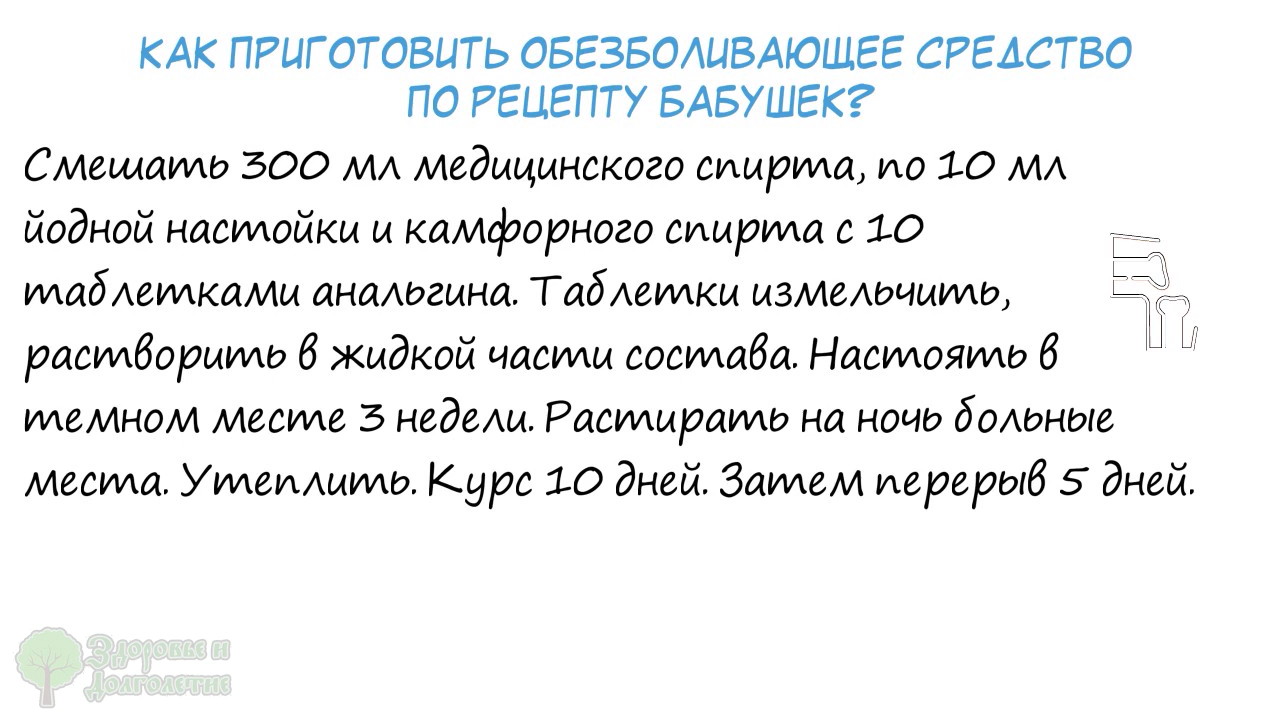 КАК ПРИГОТОВИТЬ ОБЕЗБОЛИВАЮЩЕЕ СРЕДСТВО
ПО РЕЦЕПТУ БАБУШЕК?
Смешать 300 мл медицинского спирта, по 10 мл
йодной настойки и камфорного спирта с 10
таблетками анальгина. Таблетки измельчить,
растворить в жидкой части состава. Настоять в
темном месте 3 недели. Растирать на ночь больные
места. Утеплить. Курс 10 дней. Затем перерыв 5 дней.
Здоровье и
Долголетие